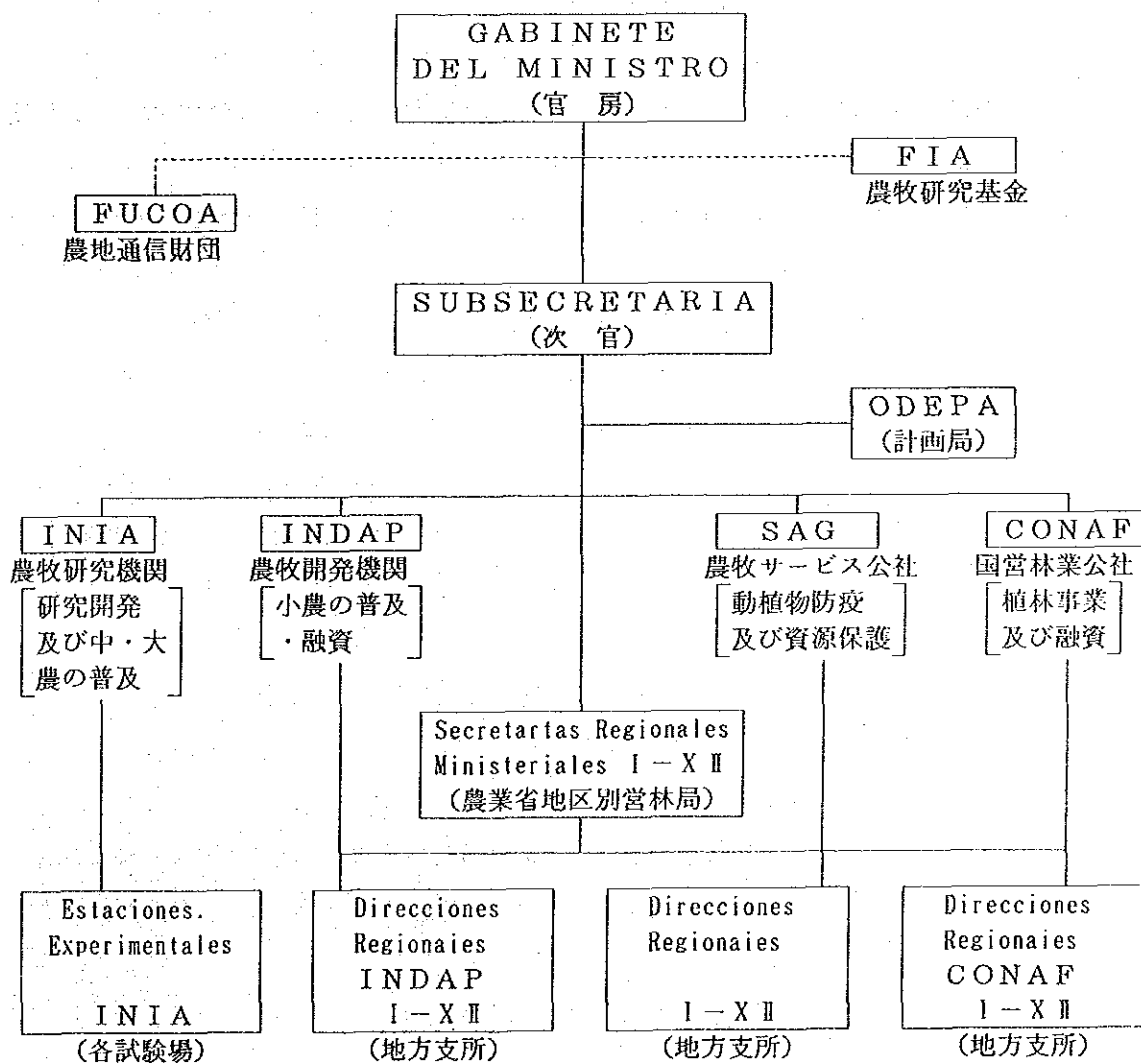 GABINETE
DEL MINISTRO
(官 房)
FIA
農牧研究基金
FUCOA
農地通信財団
SUBSECRETARIA
(次 官)
ODEPA
(計画局)
INIA
農牧研究機関
研究開発
及び中・大
農の普及
INDAP
農牧開発機関
小農の普及
・融資
SAG
農牧サービス公社
動植物防疫
及び資源保護
CONAF
国営林業公社
植林事業
及び融資
Secretartas Regionales
Ministeriales I-XII
(農業省地区別営林局)
Estaciones.
Experimentales
INIA
(各試験場)
Direcciones
Regionaies
INDAP
I-XII
(地方支所)
Direcciones
Regionaies
I-XII
(地方支所)
Direcciones
Regionaies
CONAF
I-XII
(地方支所)